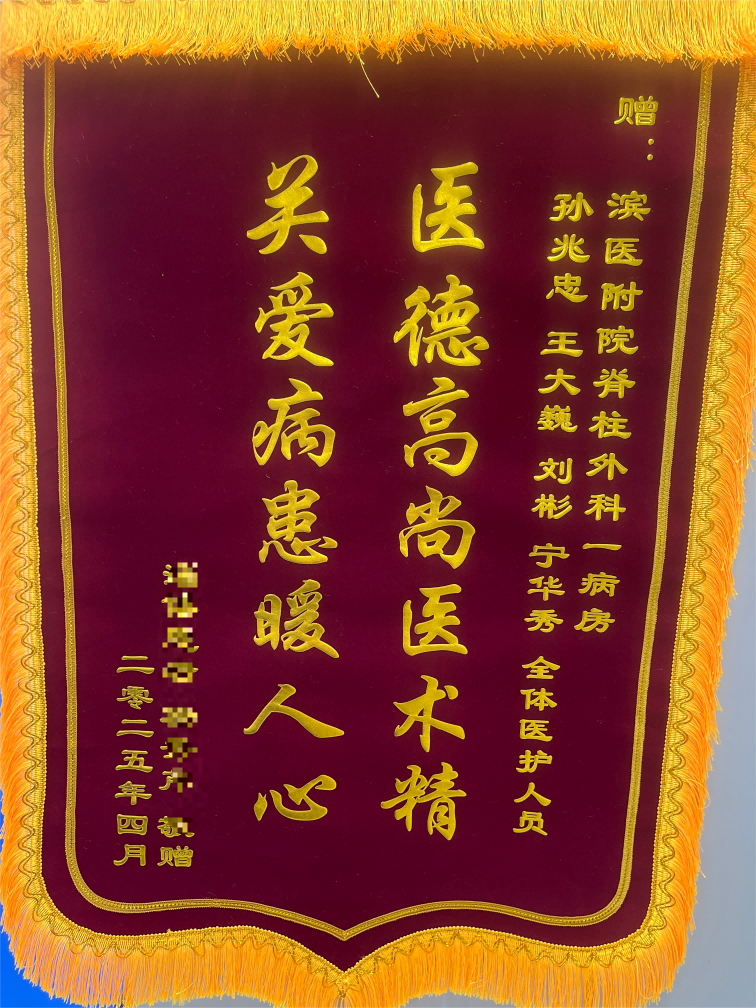 赠：
滨医附院脊柱外科一病房
孙兆忠 王大巍 刘彬 宁华秀 全体医护人员
医德高尚医术精
关爱病患暖人心
敬赠
二零二五年四月